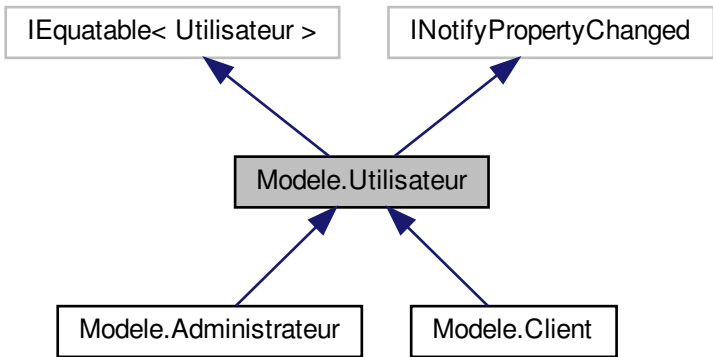 IEquatable< Utilisateur >
INotifyPropertyChanged
Modele.Utilisateur
Modele.Administrateur
Modele.Client